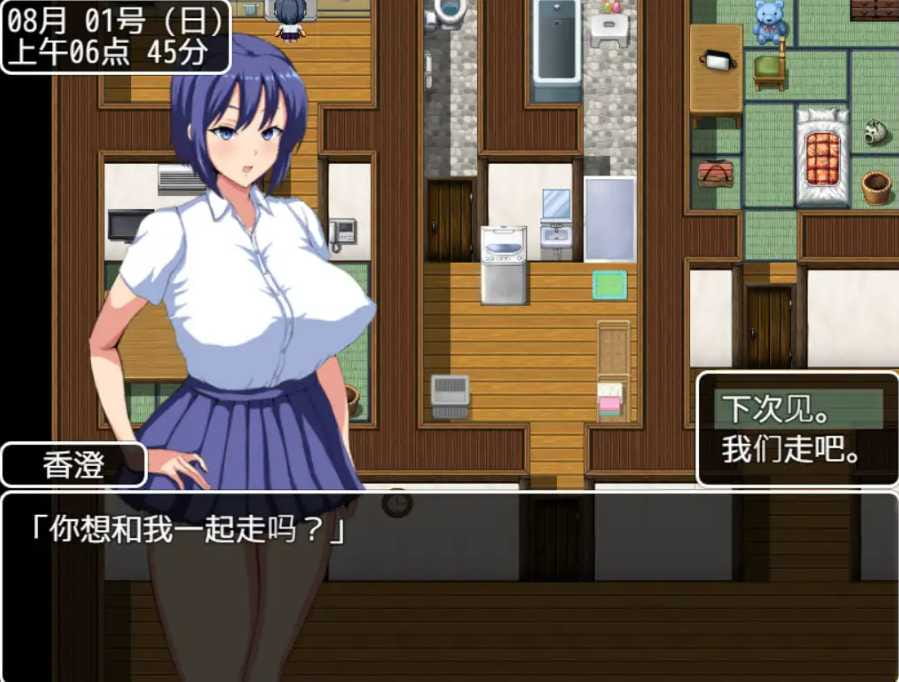 08月 01号 (日)
上午06点 45分
下次见。
我们走吧。
香澄
「你想和我一起走吗？」